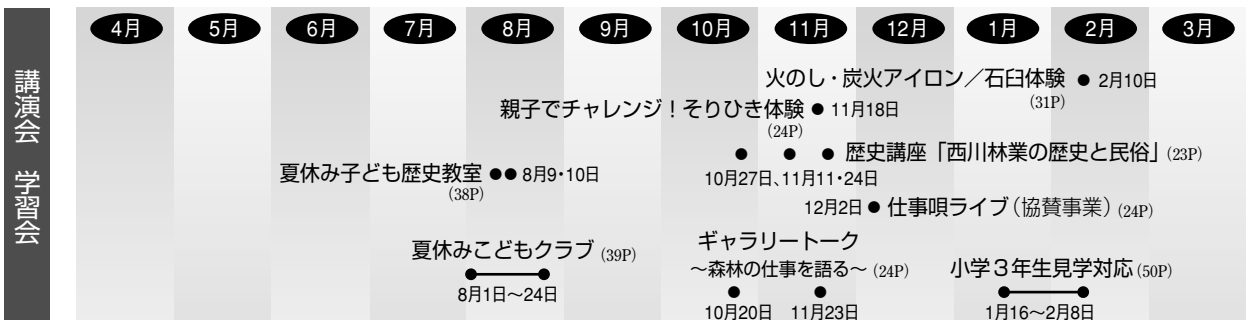 4月 5月 6月 7月 8月 9月 10月 11月 12月 1月 2月 3月
講演会 学習会
火のし・炭火アイロン／石臼体験 ● 2月10日
(31P)
親子でチャレンジ！そりひき体験 ● 11月18日
(24P)
● ● ● 歴史講座「西川林業の歴史と民俗」(23P)
10月27日、11月11・24日
夏休み子ども歴史教室 ●● 8月9・10日
(38P)
12月2日 ● 仕事唄ライブ（協賛事業）(24P)
夏休みこどもクラブ (39P)
8月1日〜24日
ギャラリートーク
〜森林の仕事を語る〜 (24P)
10月20日 11月23日
小学３年生見学対応 (50P)
1月16〜2月8日